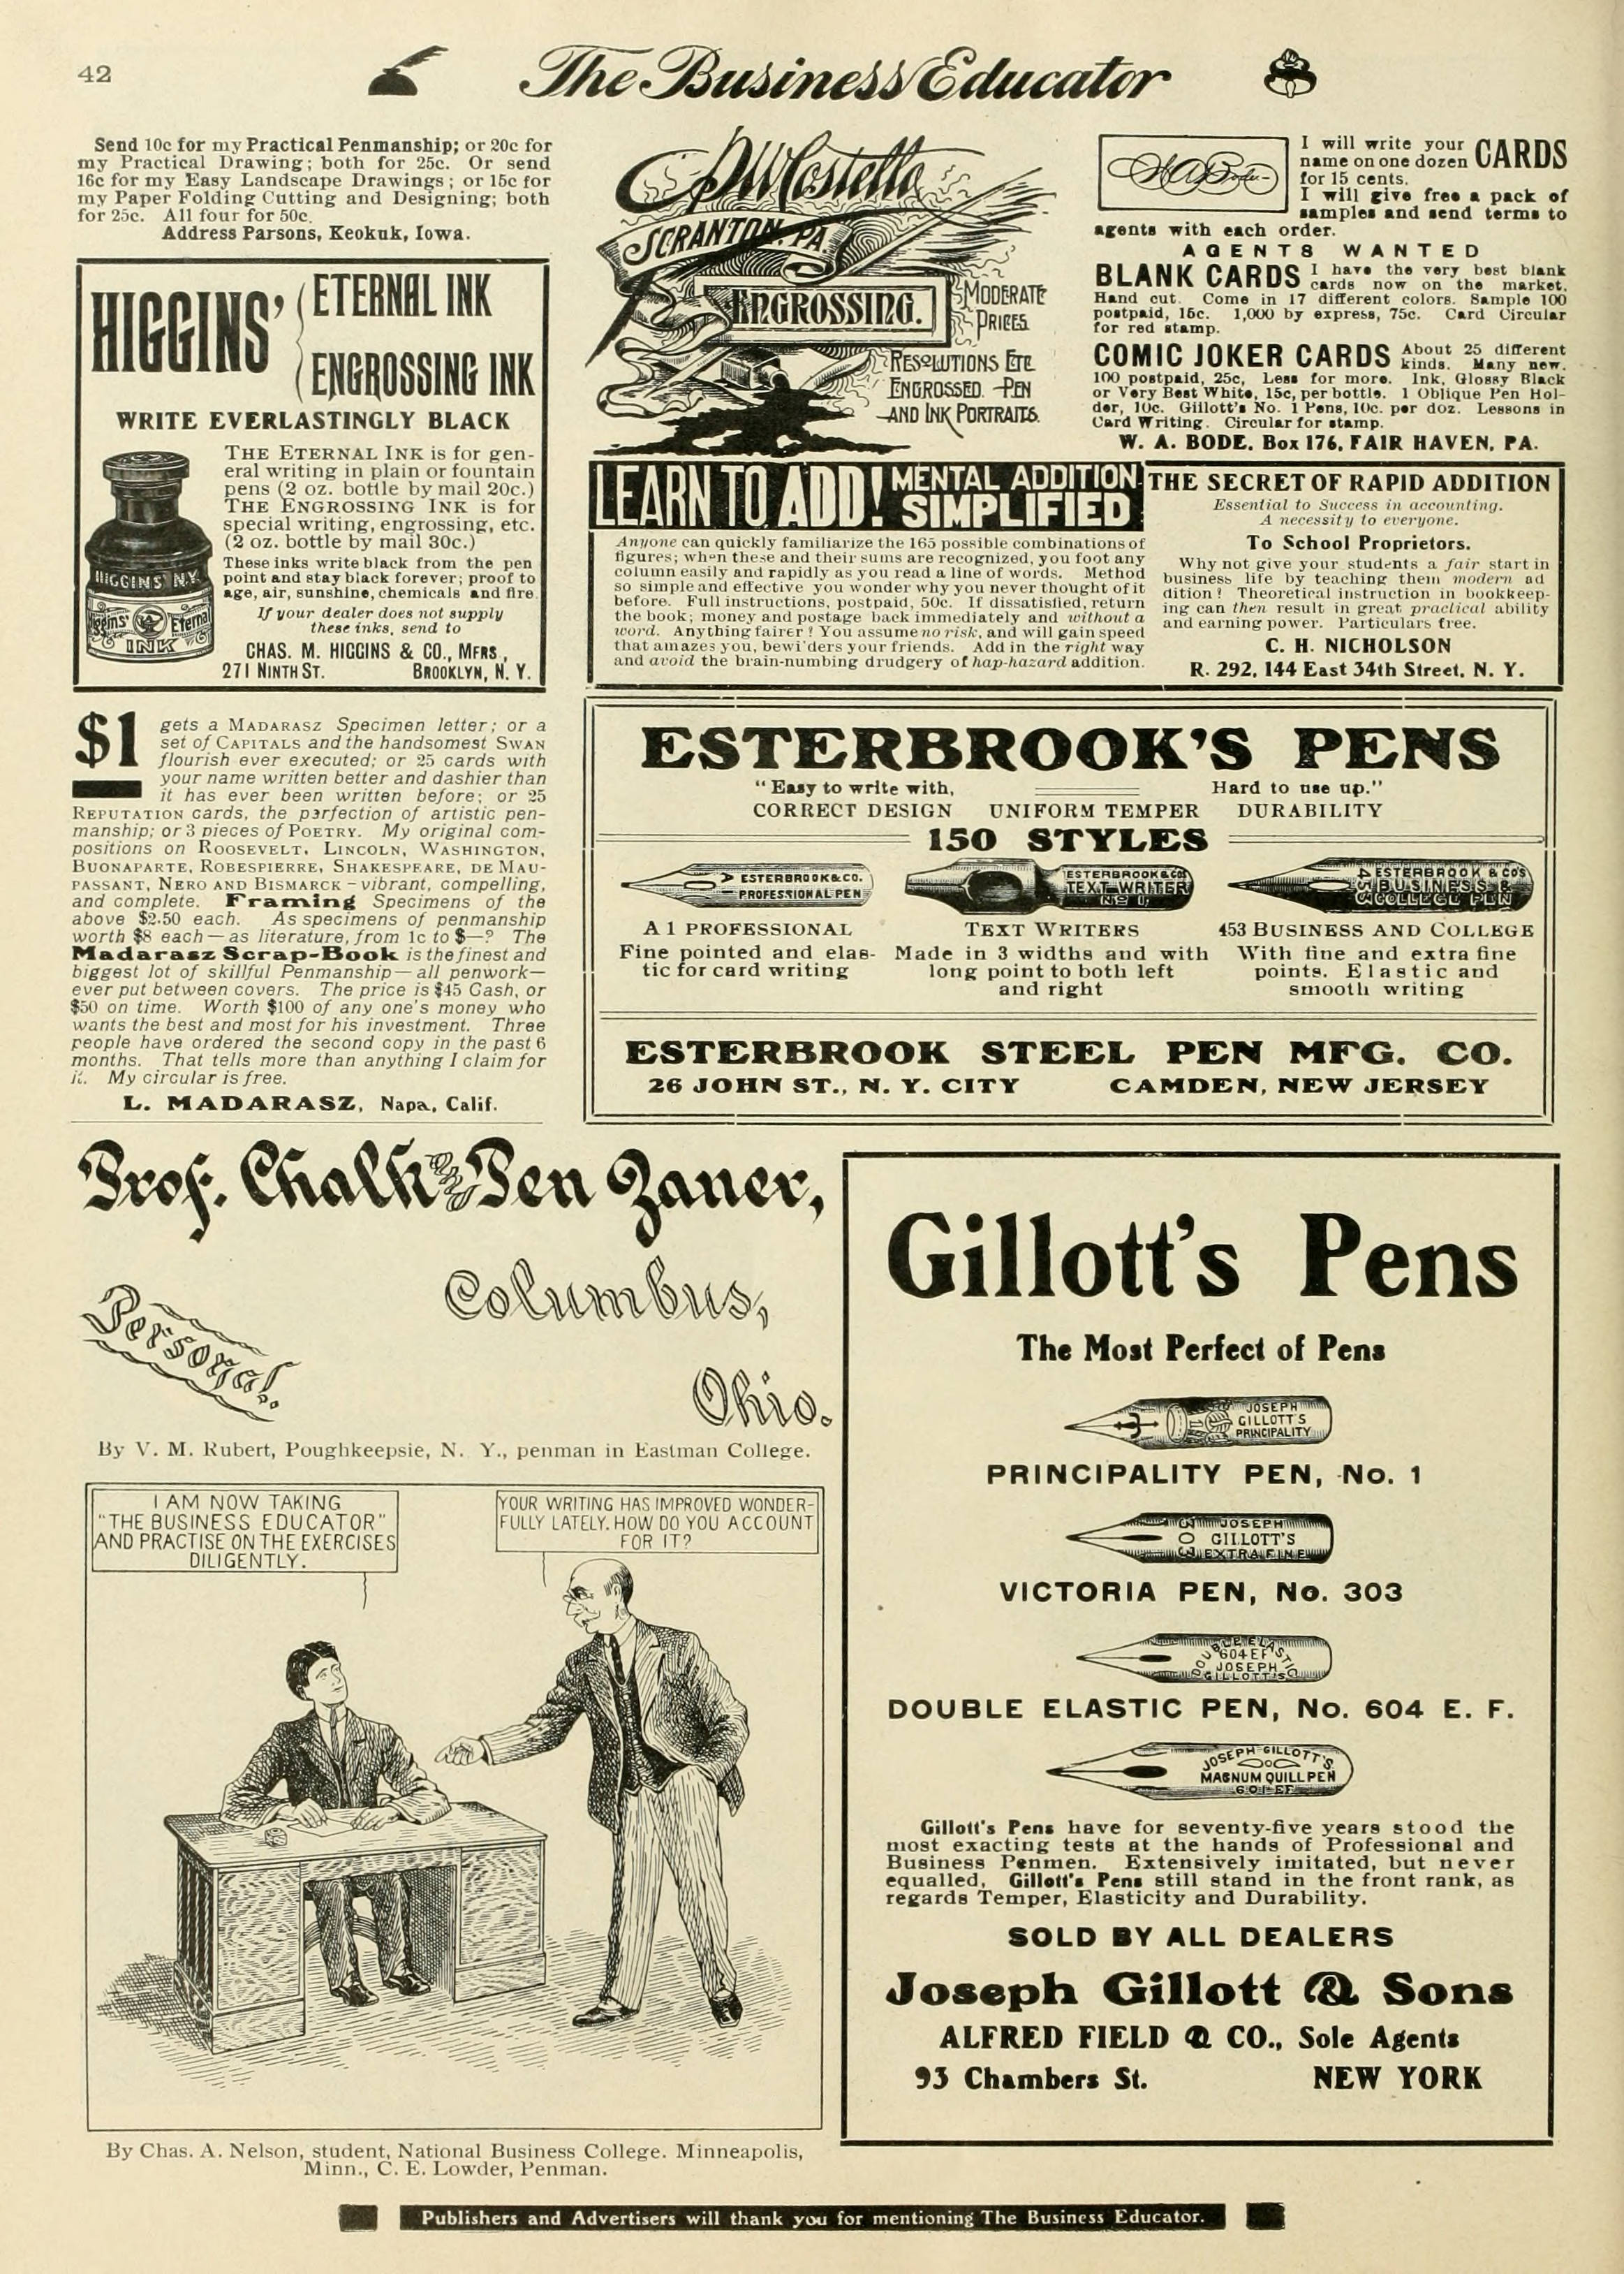 42
The Business Educator
Send 10c for my Practical Penmanship; or 20c for
my Practical Drawing; both for 25c. Or send
16c for my Easy Landscape Drawings; or 15c for
my Paper Folding Cutting and Designing; both
for 25c. All four for 50c.
Address Parsons, Keokuk, Iowa.
HIGGINS'
ETERNAL INK
ENGROSSING INK
WRITE EVERLASTINGLY BLACK
THE ETERNAL INK is for gen-
eral writing in plain or fountain
pens (2 oz. bottle by mail 20c.)
THE ENGROSSING INK is for
special writing, engrossing, etc.
(2 oz. bottle by mail 30c.)
These inks write black from the pen
point and stay black forever; proof to
age, air, sunshine, chemicals and fire
If your dealer does not supply
these inks, send to
CHAS. M. HIGGINS & CO., MFRS,
271 NINTH ST. BROOKLYN, N. Y.
HIGGINS N.Y.
Higgins' Eternal
INK
$1 gets a MADARASZ Specimen letter; or a
set of CAPITALS and the handsomest SWAN
flourish ever executed; or 25 cards with
your name written better and dashier than
it has ever been written before; or 25
REPUTATION cards, the perfection of artistic pen-
manship; or 3 pieces of POETRY. My original com-
positions on ROOSEVELT, LINCOLN, WASHINGTON,
BUONAPARTE, ROBESPIERRE, SHAKESPEARE, DE MAU-
PASSANT, NERO AND BISMARCK - vibrant, compelling,
and complete. Framing Specimens of the
above $2.50 each. As specimens of penmanship
worth $8 each — as literature, from 1c to $—? The
Madarasz Scrap-Book is the finest and
biggest lot of skillful Penmanship — all penwork —
ever put between covers. The price is $45 Cash, or
$50 on time. Worth $100 of any one's money who
wants the best and most for his investment. Three
people have ordered the second copy in the past 6
months. That tells more than anything I claim for
it. My circular is free.
L. MADARASZ, Napa, Calif.
P W Costello
SCRANTON, PA.
ENGROSSING.
MODERATE
PRICES
RESOLUTIONS ETC
ENGROSSED - PEN
AND INK PORTRAITS.
W A Bode
I will write your CARDS
name on one dozen
for 15 cents.
I will give free a pack of
samples and send terms to
agents with each order.
AGENTS WANTED
BLANK CARDS I have the very best blank
cards now on the market.
Hand cut. Come in 17 different colors. Sample 100
postpaid, 15c. 1,000 by express, 75c. Card Circular
for red stamp.
COMIC JOKER CARDS About 25 different
kinds. Many new.
100 postpaid, 25c, Less for more. Ink, Glossy Black
or Very Best White, 15c, per bottle. 1 Oblique Pen Hol-
der, 10c. Gillott's No. 1 Pens, 10c. per doz. Lessons in
Card Writing. Circular for stamp.
W. A. BODE, Box 176, FAIR HAVEN, PA.
LEARN TO ADD! MENTAL ADDITION
SIMPLIFIED
Anyone can quickly familiarize the 165 possible combinations of
figures; when these and their sums are recognized, you foot any
column easily and rapidly as you read a line of words. Method
so simple and effective you wonder why you never thought of it
before. Full instructions, postpaid, 50c. If dissatisfied, return
the book; money and postage back immediately and without a
word. Anything fairer? You assume no risk, and will gain speed
that amazes you, bewilders your friends. Add in the right way
and avoid the brain-numbing drudgery of hap-hazard addition.
THE SECRET OF RAPID ADDITION
Essential to Success in accounting.
A necessity to everyone.
To School Proprietors.
Why not give your students a fair start in
business life by teaching them modern ad
dition? Theoretical instruction in bookkeep-
ing can then result in great practical ability
and earning power. Particulars free.
C. H. NICHOLSON
R. 292, 144 East 34th Street, N. Y.
ESTERBROOK'S PENS
"Easy to write with, Hard to use up."
CORRECT DESIGN UNIFORM TEMPER DURABILITY
150 STYLES
ESTERBROOK & CO.
PROFESSIONAL PEN
ESTERBROOK & CO'S
TEXT WRITER
No 1,
453 ESTERBROOK & CO'S
BUSINESS &
COLLEGE PEN
A 1 PROFESSIONAL
Fine pointed and elas-
tic for card writing
TEXT WRITERS
Made in 3 widths and with
long point to both left
and right
453 BUSINESS AND COLLEGE
With fine and extra fine
points. Elastic and
smooth writing
ESTERBROOK STEEL PEN MFG. CO.
26 JOHN ST., N. Y. CITY CAMDEN, NEW JERSEY
Prof. Chalk and Pen Zaner,
Columbus,
Ohio.
Personal.
By V. M. Rubert, Poughkeepsie, N. Y., penman in Eastman College.
I AM NOW TAKING
"THE BUSINESS EDUCATOR"
AND PRACTISE ON THE EXERCISES
DILIGENTLY.
YOUR WRITING HAS IMPROVED WONDER-
FULLY LATELY. HOW DO YOU ACCOUNT
FOR IT?
By Chas. A. Nelson, student, National Business College. Minneapolis,
Minn., C. E. Lowder, Penman.
Gillott's Pens
The Most Perfect of Pens
JOSEPH
GILLOTT'S
PRINCIPALITY
PRINCIPALITY PEN, No. 1
303
JOSEPH
GILLOTT'S
EXTRA FINE
VICTORIA PEN, No. 303
DOUBLE ELASTIC
604 EF
JOSEPH
GILLOTT'S
DOUBLE ELASTIC PEN, No. 604 E. F.
JOSEPH GILLOTT'S
MAGNUM QUILL PEN
601 EF
Gillott's Pens have for seventy-five years stood the
most exacting tests at the hands of Professional and
Business Penmen. Extensively imitated, but never
equalled, Gillott's Pens still stand in the front rank, as
regards Temper, Elasticity and Durability.
SOLD BY ALL DEALERS
Joseph Gillott & Sons
ALFRED FIELD & CO., Sole Agents
93 Chambers St. NEW YORK
Publishers and Advertisers will thank you for mentioning The Business Educator.